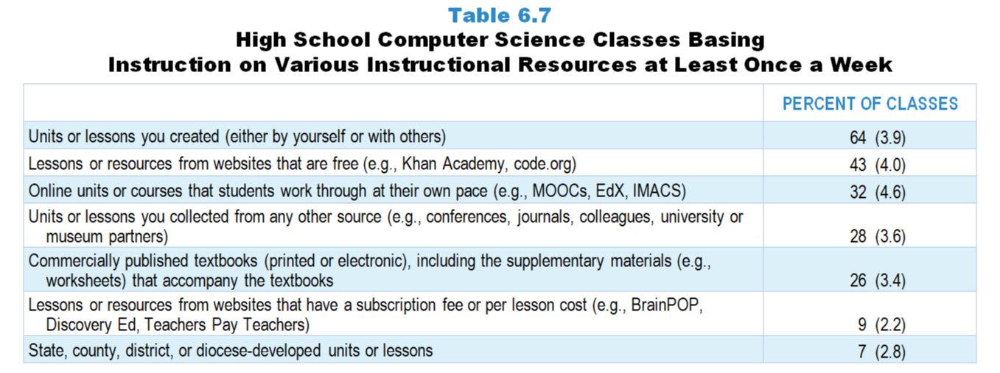 Table 6.7
High School Computer Science Classes Basing
Instruction on Various Instructional Resources at Least Once a Week
PERCENT OF CLASSES
Units or lessons you created (either by yourself or with others) 64 (3.9)
Lessons or resources from websites that are free (e.g., Khan Academy, code.org) 43 (4.0)
Online units or courses that students work through at their own pace (e.g., MOOCs, EdX, IMACS) 32 (4.6)
Units or lessons you collected from any other source (e.g., conferences, journals, colleagues, university or
museum partners) 28 (3.6)
Commercially published textbooks (printed or electronic), including the supplementary materials (e.g.,
worksheets) that accompany the textbooks 26 (3.4)
Lessons or resources from websites that have a subscription fee or per lesson cost (e.g., BrainPOP,
Discovery Ed, Teachers Pay Teachers) 9 (2.2)
State, county, district, or diocese-developed units or lessons 7 (2.8)